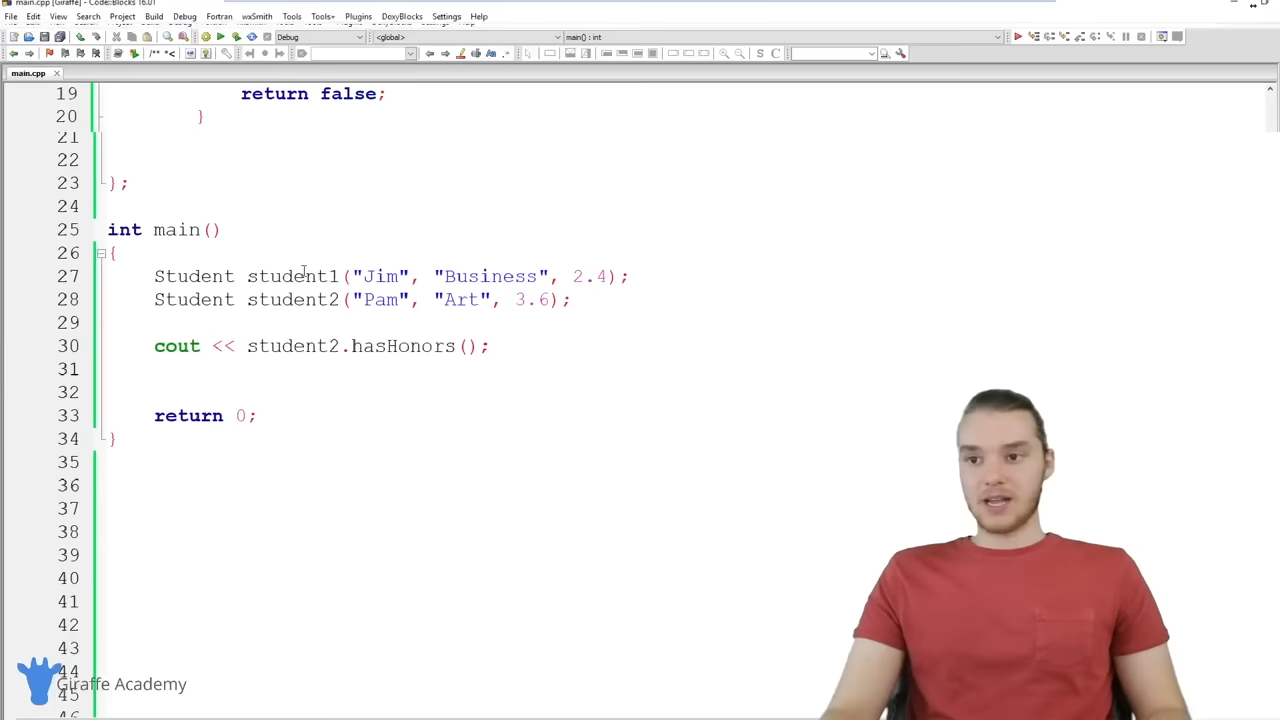 main.cpp [Giraffe] - Code::Blocks 16.01
File Edit View Search Project Build Debug Fortran wxSmith Tools Tools+ Plugins DoxyBlocks Settings Help
Debug <global> main() : int
main.cpp
19 return false;
20 }
21
22
23 };
24
25 int main()
26 {
27 Student student1("Jim", "Business", 2.4);
28 Student student2("Pam", "Art", 3.6);
29
30 cout << student2.hasHonors();
31
32
33 return 0;
34 }
35
36
37
38
39
40
41
42
43
44
45
46
Giraffe Academy